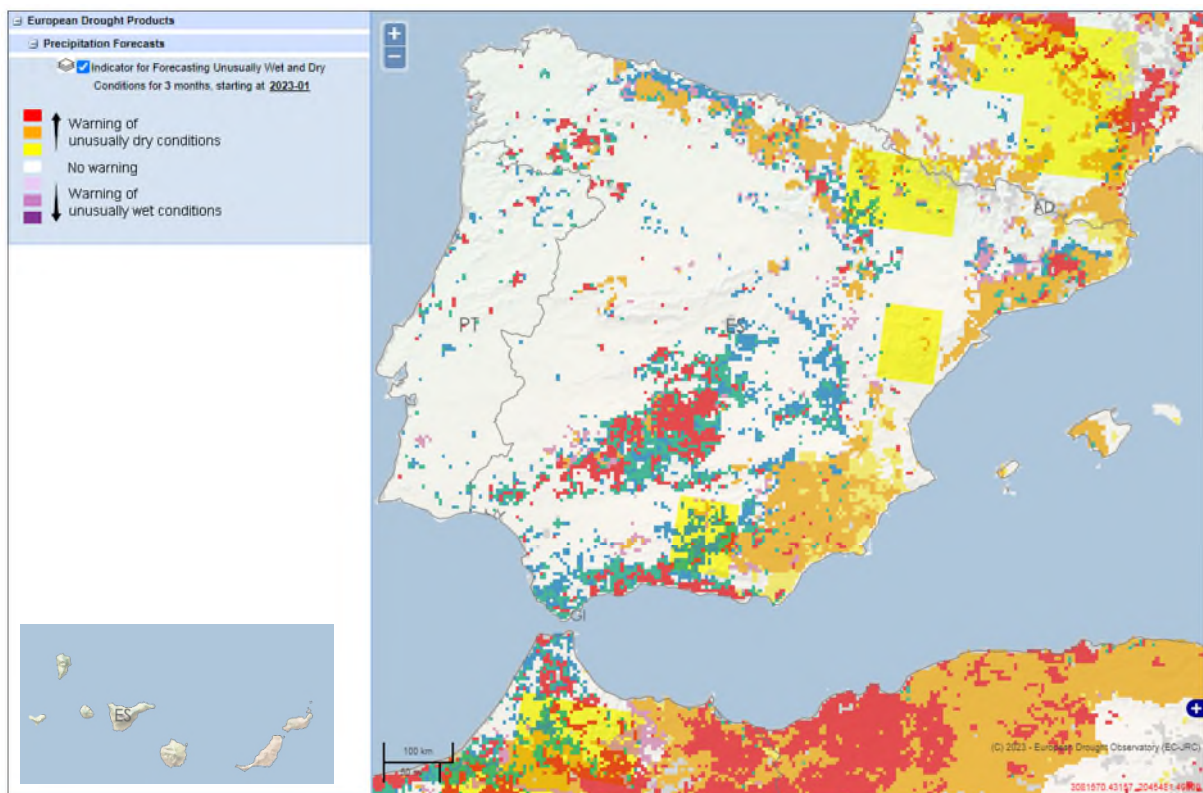 European Drought Products
Precipitation Forecasts
Indicator for Forecasting Unusually Wet and Dry
Conditions for 3 months, starting at 2023-01
Warning of
unusually dry conditions
No warning
Warning of
unusually wet conditions
+
−
AD
PT
ES
GI
ES
100 km
+
(C) 2023 - European Drought Observatory (EC-JRC)